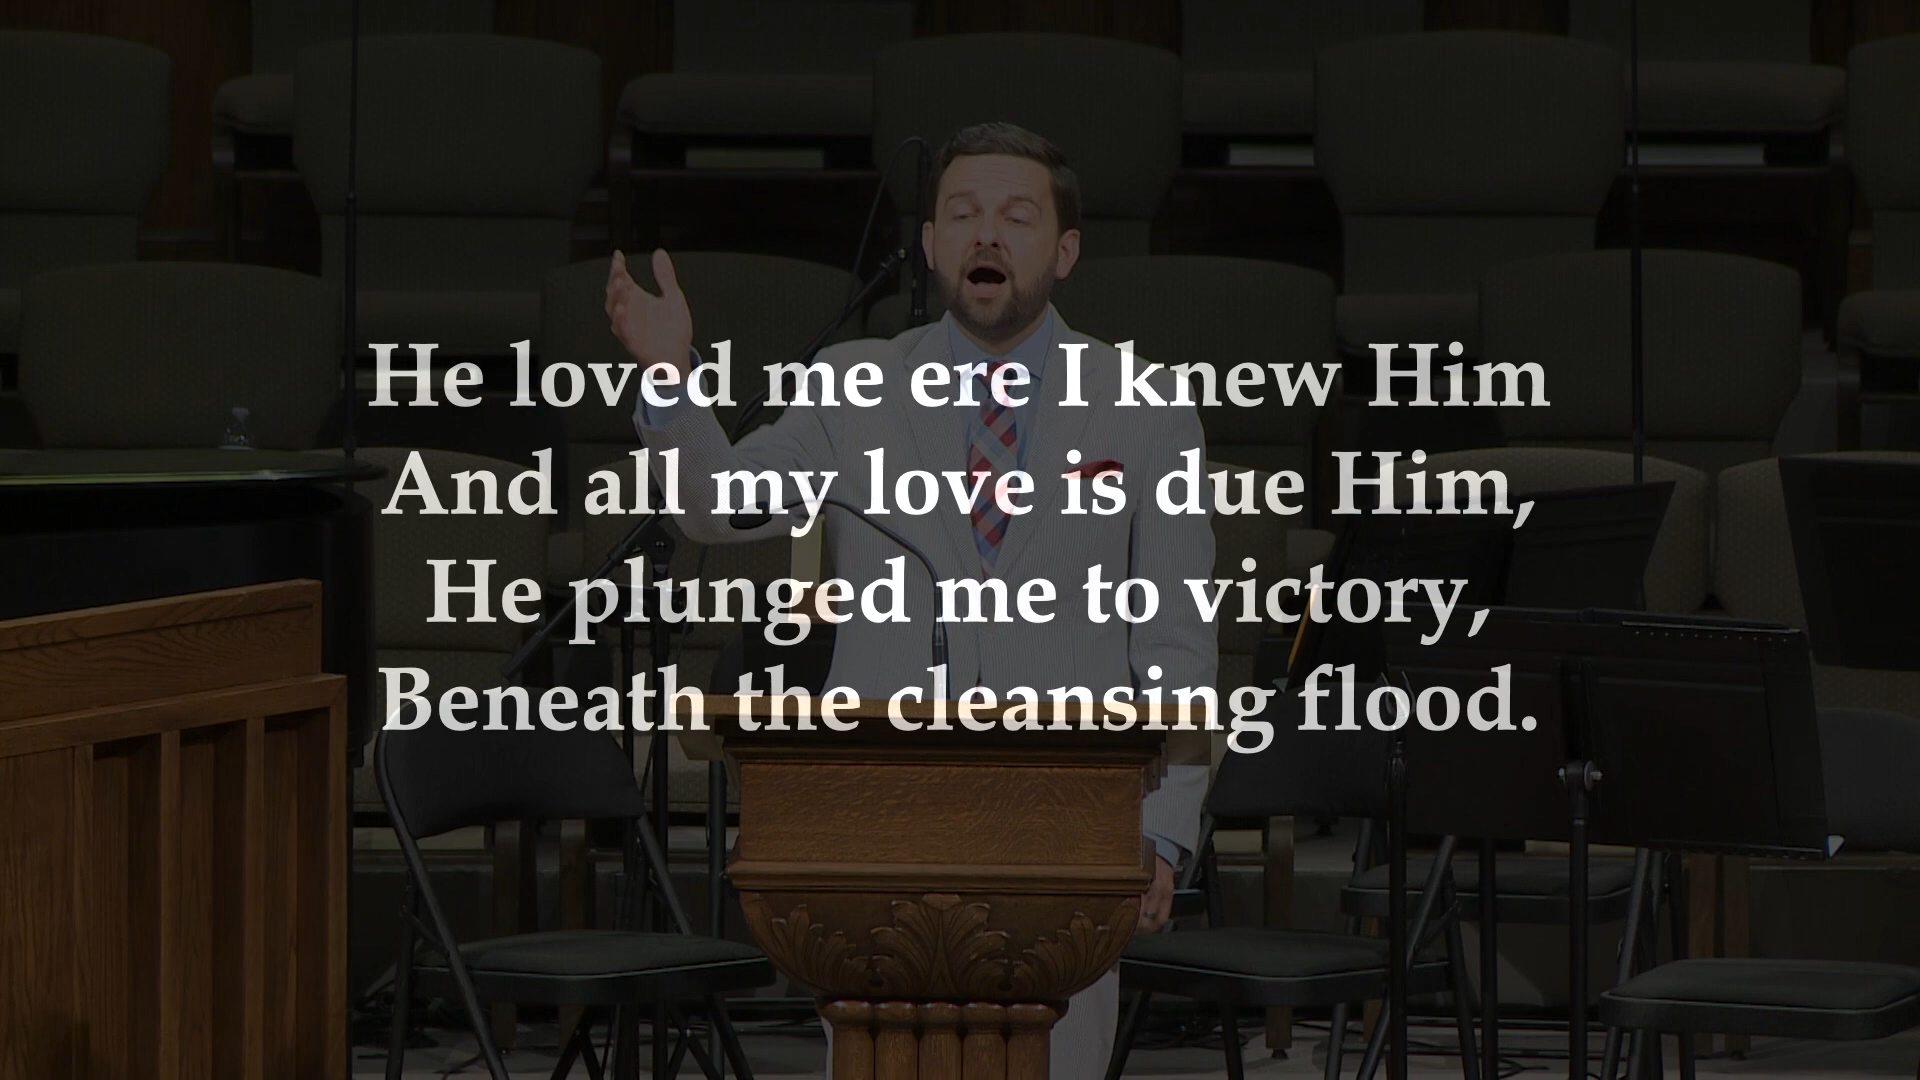 He loved me ere I knew Him
And all my love is due Him,
He plunged me to victory,
Beneath the cleansing flood.